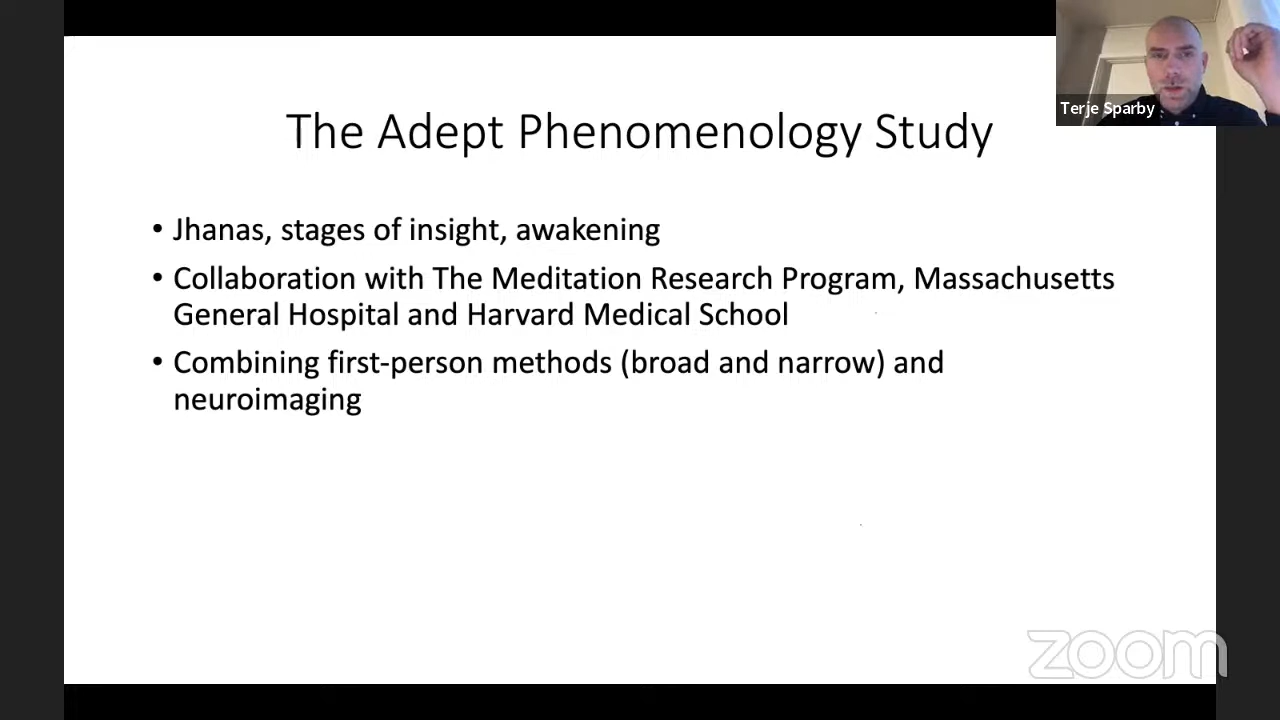 Terje Sparby
The Adept Phenomenology Study
• Jhanas, stages of insight, awakening
• Collaboration with The Meditation Research Program, Massachusetts
General Hospital and Harvard Medical School
• Combining first-person methods (broad and narrow) and
neuroimaging
zoom